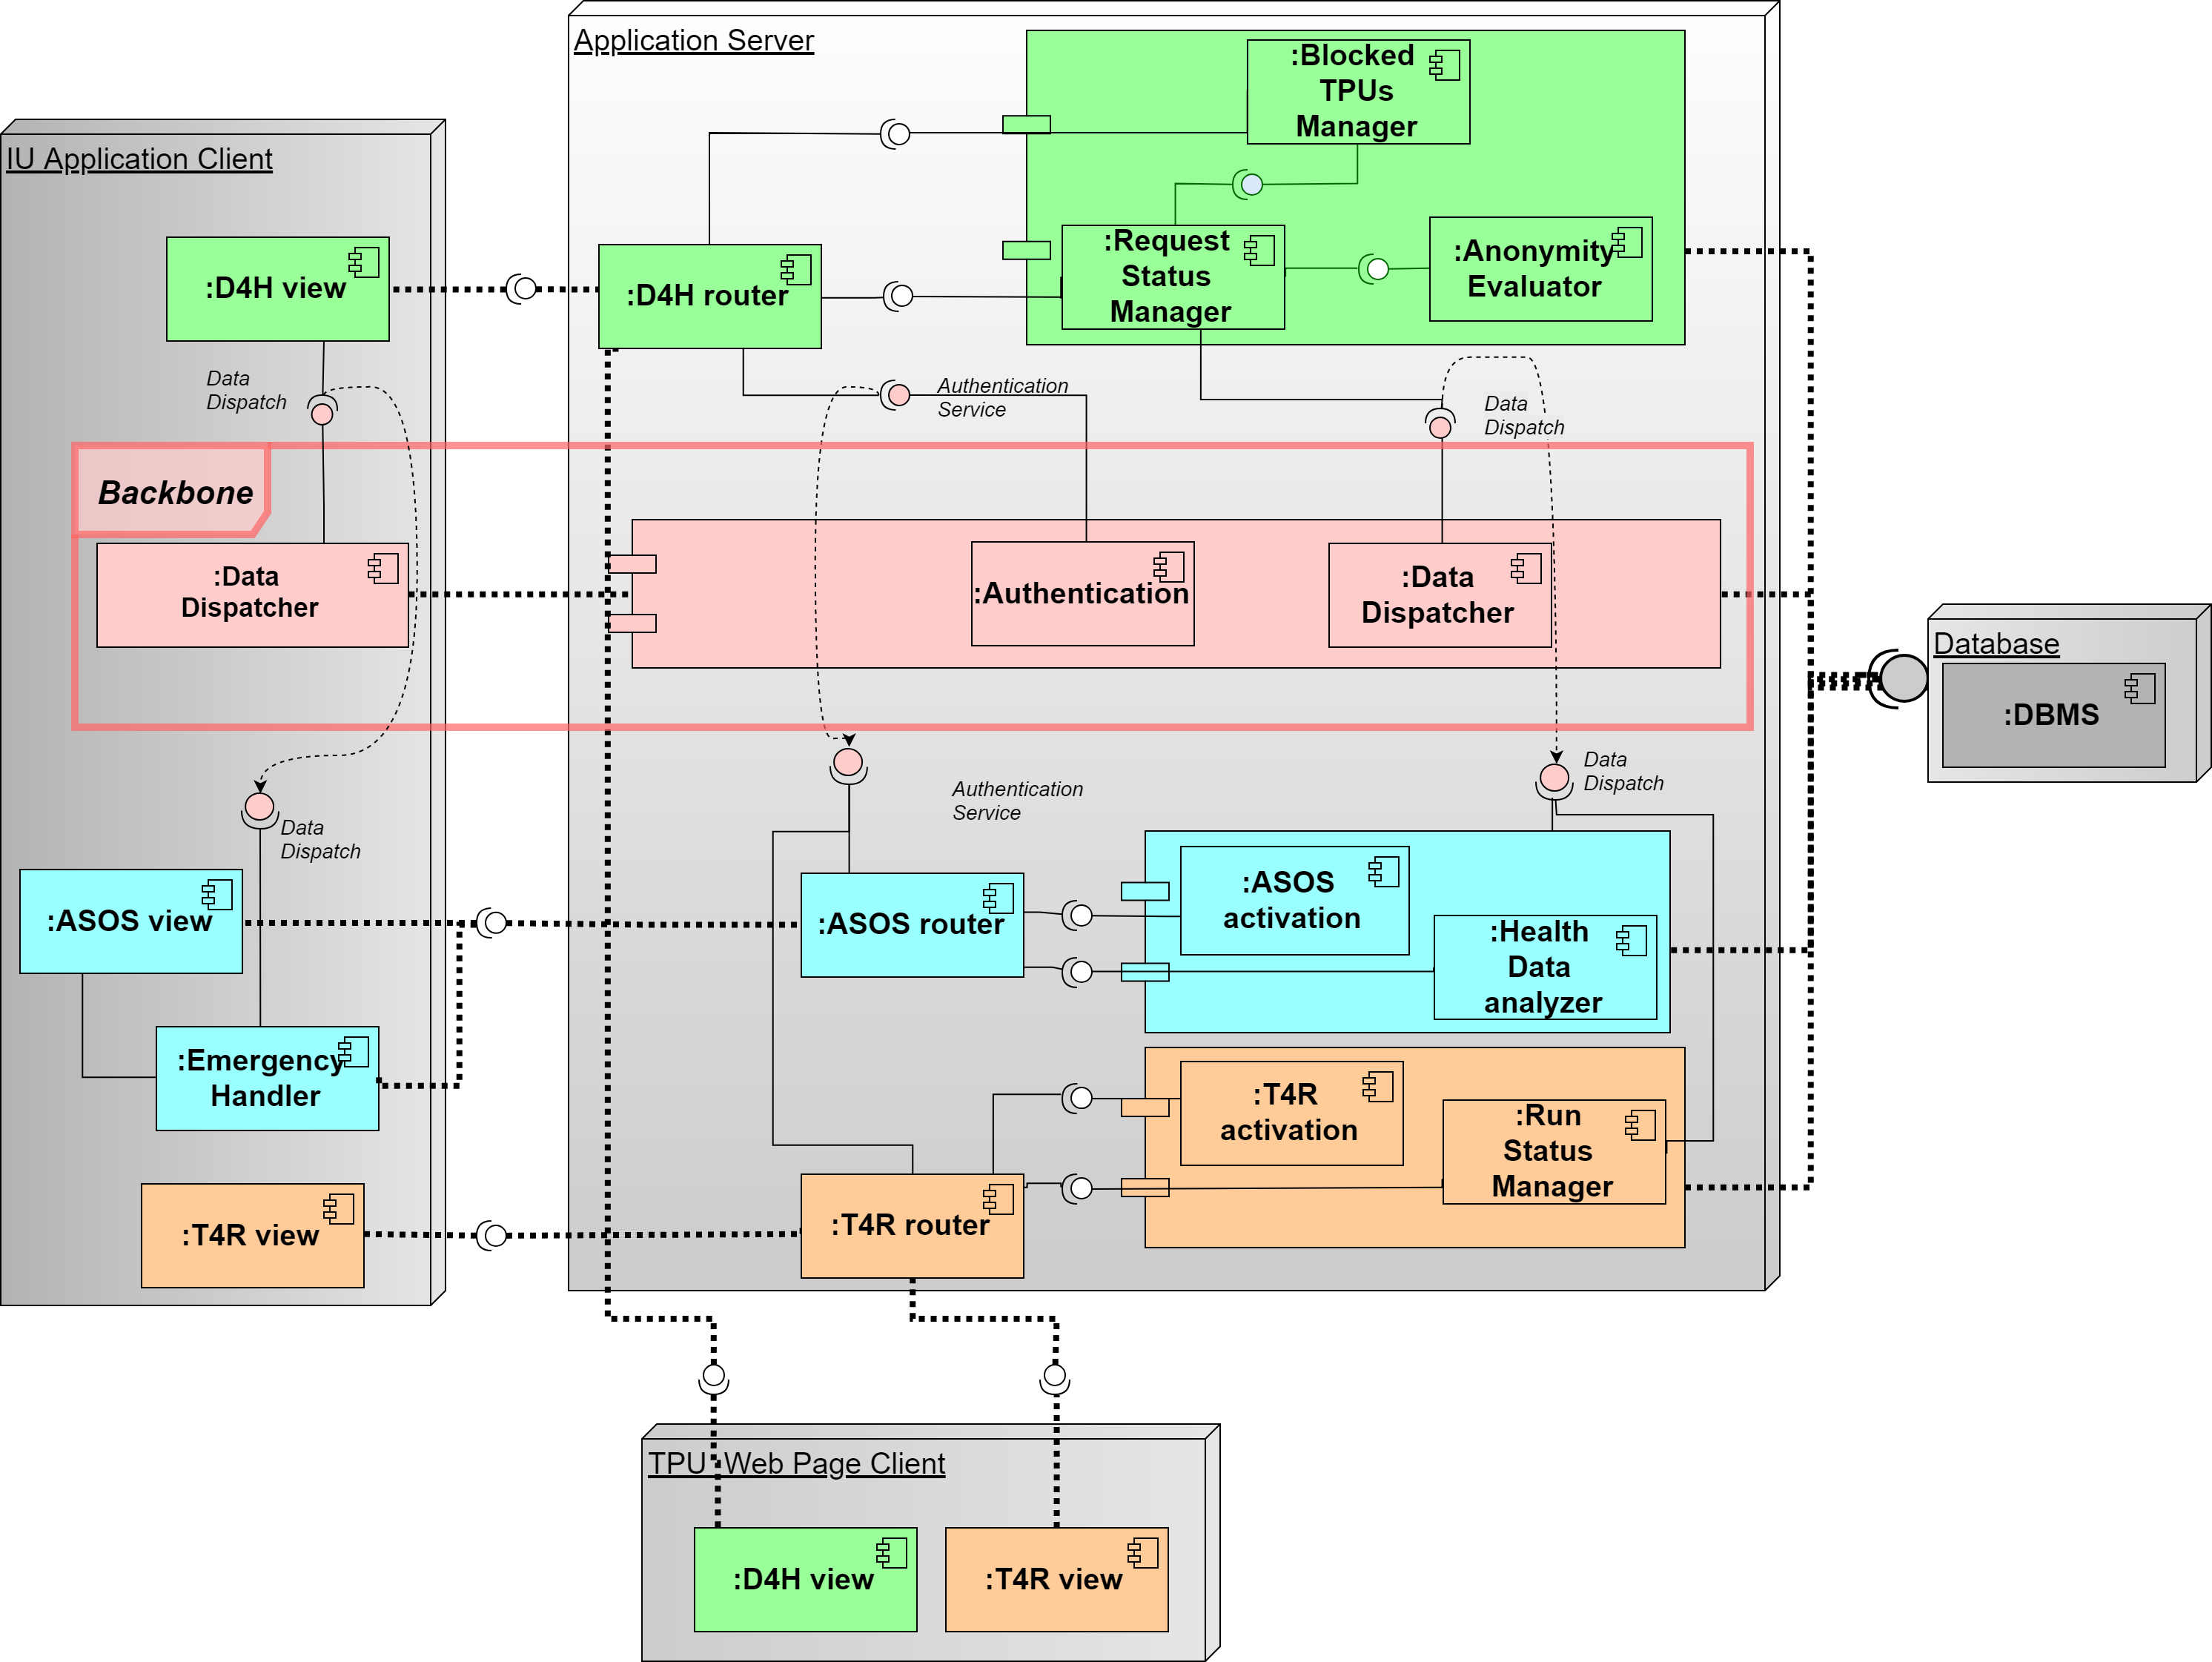 Application Server
:Blocked
TPUs
Manager
IU Application Client
:D4H view
:D4H router
:Request
Status
Manager
:Anonymity
Evaluator
Data
Dispatch
Authentication
Service
Data
Dispatch
Backbone
:Data
Dispatcher
:Authentication
:Data
Dispatcher
Database
:DBMS
Data
Dispatch
Authentication
Service
Data
Dispatch
:ASOS view
:ASOS router
:ASOS
activation
:Health
Data
analyzer
:Emergency
Handler
:T4R
activation
:Run
Status
Manager
:T4R view
:T4R router
TPU :Web Page Client
:D4H view
:T4R view